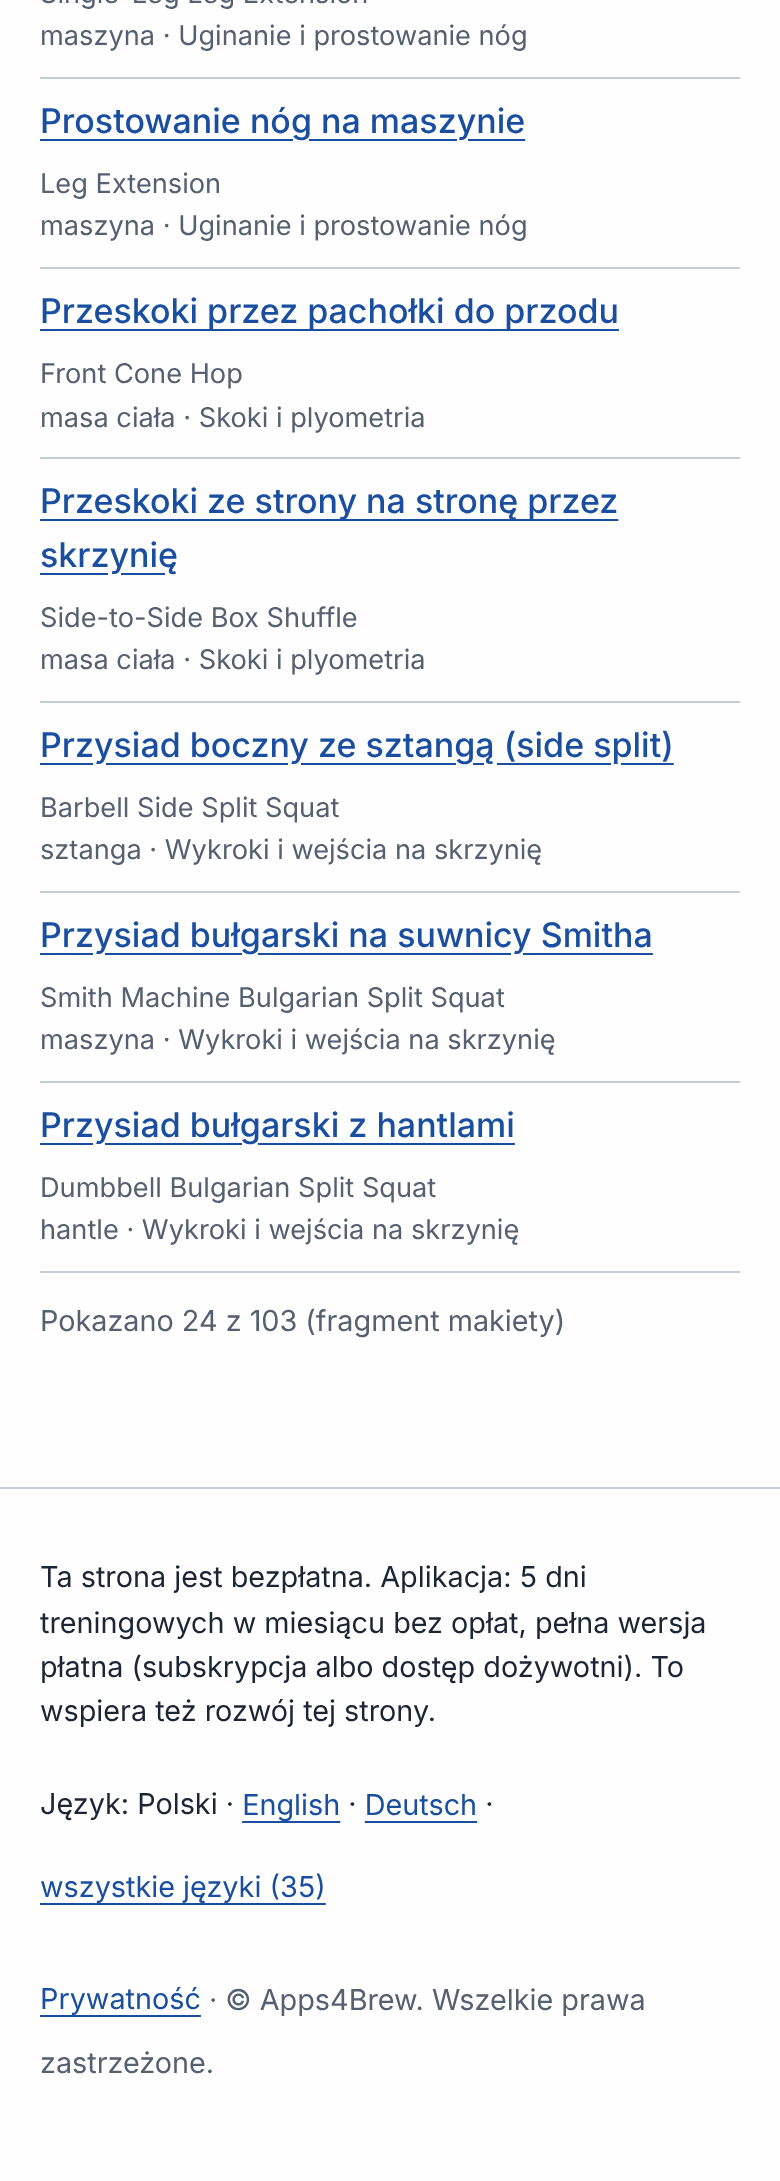 Single-Leg Leg Extension
maszyna · Uginanie i prostowanie nóg
Prostowanie nóg na maszynie
Leg Extension
maszyna · Uginanie i prostowanie nóg
Przeskoki przez pachołki do przodu
Front Cone Hop
masa ciała · Skoki i plyometria
Przeskoki ze strony na stronę przez
skrzynię
Side-to-Side Box Shuffle
masa ciała · Skoki i plyometria
Przysiad boczny ze sztangą (side split)
Barbell Side Split Squat
sztanga · Wykroki i wejścia na skrzynię
Przysiad bułgarski na suwnicy Smitha
Smith Machine Bulgarian Split Squat
maszyna · Wykroki i wejścia na skrzynię
Przysiad bułgarski z hantlami
Dumbbell Bulgarian Split Squat
hantle · Wykroki i wejścia na skrzynię
Pokazano 24 z 103 (fragment makiety)
Ta strona jest bezpłatna. Aplikacja: 5 dni
treningowych w miesiącu bez opłat, pełna wersja
płatna (subskrypcja albo dostęp dożywotni). To
wspiera też rozwój tej strony.
Język: Polski · English · Deutsch ·
wszystkie języki (35)
Prywatność · © Apps4Brew. Wszelkie prawa
zastrzeżone.